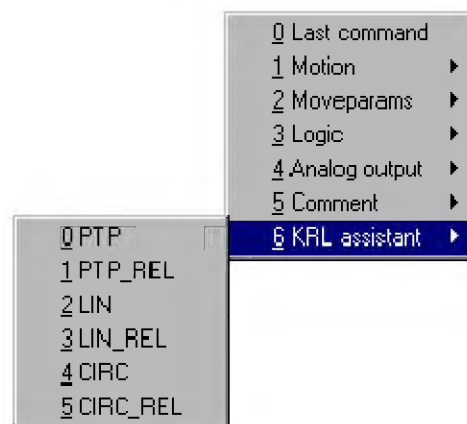 0 Last command
1 Motion
2 Moveparams
3 Logic
4 Analog output
5 Comment
6 KRL assistant
0 PTP
1 PTP_REL
2 LIN
3 LIN_REL
4 CIRC
5 CIRC_REL